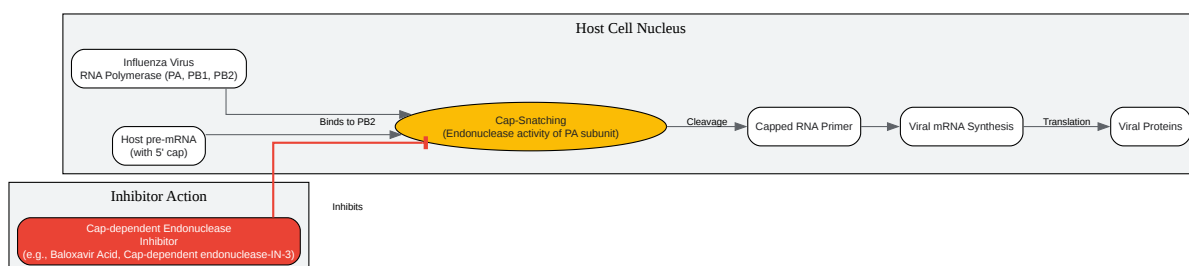 Host Cell Nucleus
Influenza Virus
RNA Polymerase (PA, PB1, PB2)
Binds to PB2
Host pre-mRNA
(with 5' cap)
Cap-Snatching
(Endonuclease activity of PA subunit)
Cleavage
Capped RNA Primer
Viral mRNA Synthesis
Translation
Viral Proteins
Inhibitor Action
Inhibits
Cap-dependent Endonuclease
Inhibitor
(e.g., Baloxavir Acid, Cap-dependent endonuclease-IN-3)